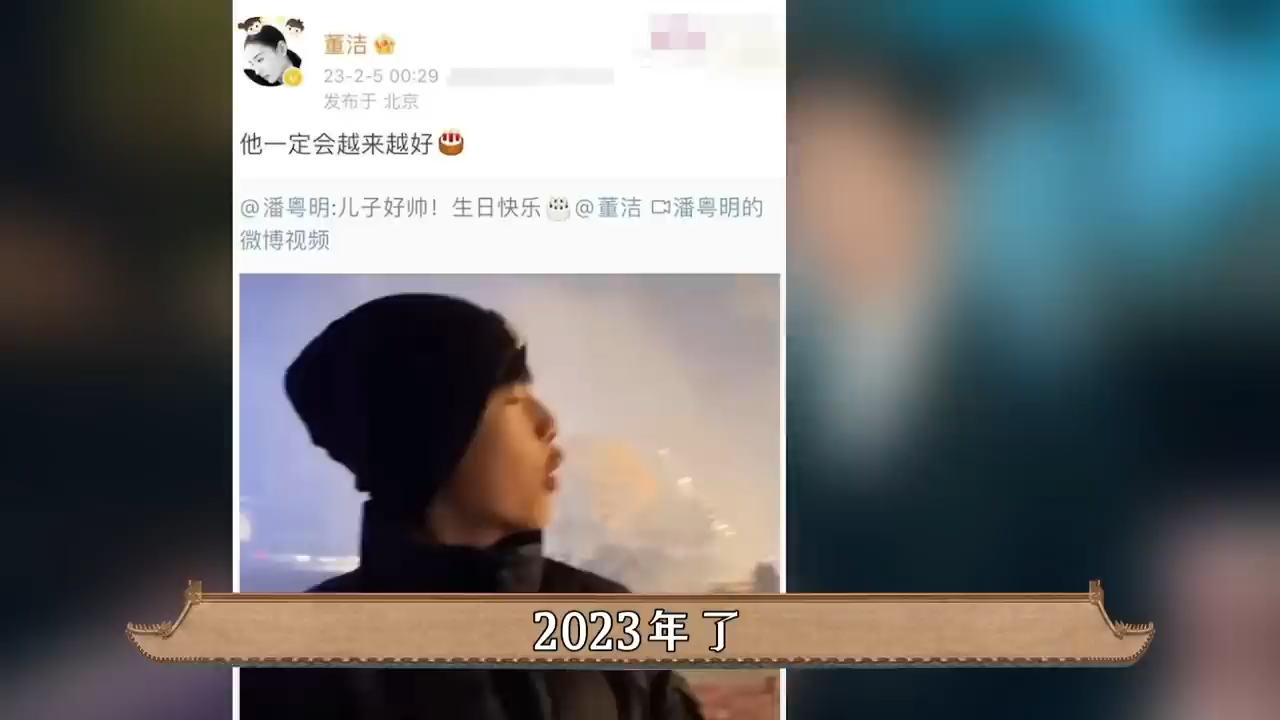 董洁
23-2-5 00:29
发布于 北京
他一定会越来越好
@潘粤明:儿子好帅！生日快乐@董洁 潘粤明的
微博视频
2023年了